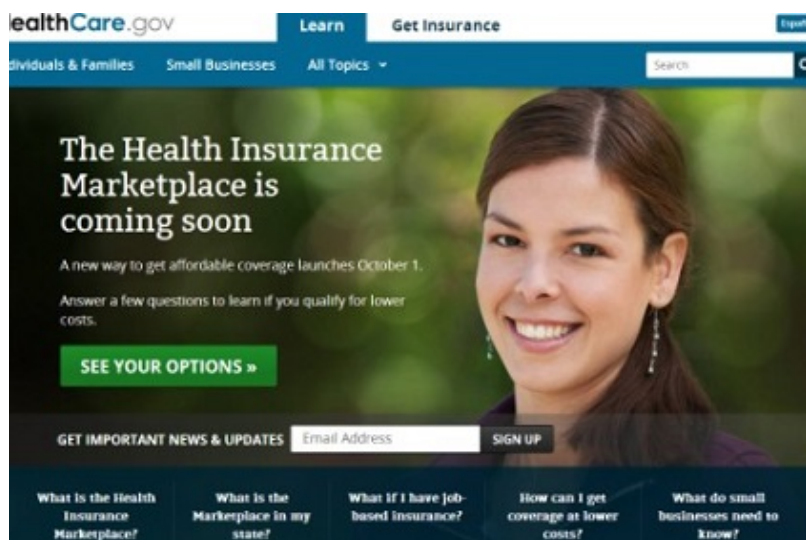 ealthCare.gov
Learn
Get Insurance
Españ
dividuals & Families
Small Businesses
All Topics
Search
The Health Insurance
Marketplace is
coming soon
A new way to get affordable coverage launches October 1.
Answer a few questions to learn if you qualify for lower
costs.
SEE YOUR OPTIONS »
GET IMPORTANT NEWS & UPDATES
Email Address
SIGN UP
What is the Health
Insurance
Marketplace?
What is the
Marketplace in my
state?
What if I have job-
based insurance?
How can I get
coverage at lower
costs?
What do small
businesses need to
know?